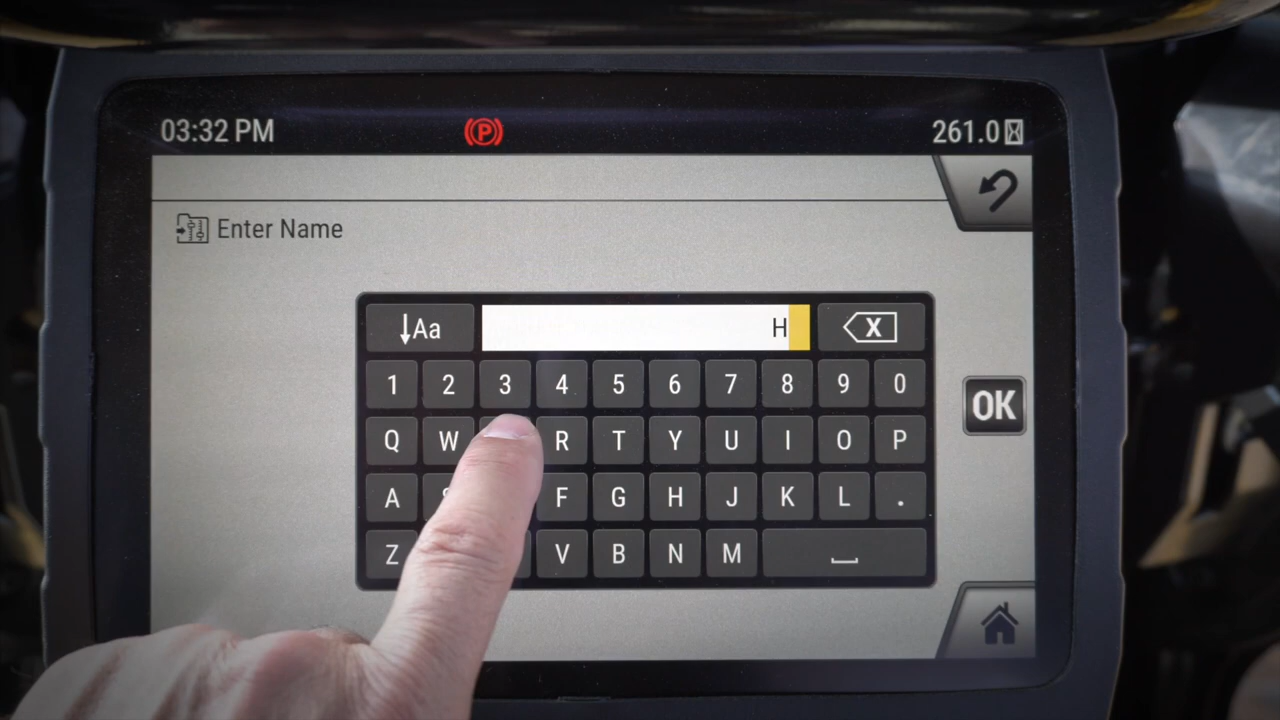 03:32 PM P 261.0
Enter Name
↓Aa H X
1 2 3 4 5 6 7 8 9 0
OK
Q W R T Y U I O P
A F G H J K L .
Z V B N M